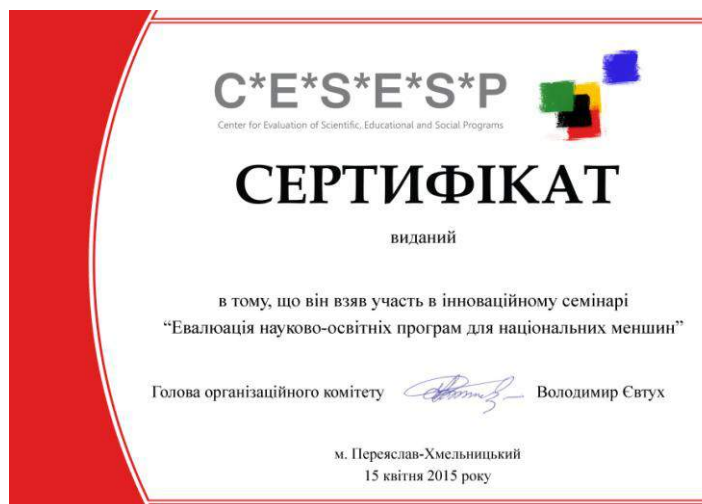 C*E*S*E*S*P
Center for Evaluation of Scientific, Educational and Social Programs
СЕРТИФІКАТ
виданий
в тому, що він взяв участь в інноваційному семінарі
“Евалюація науково-освітніх програм для національних меншин”
Голова організаційного комітету Володимир Євтух
м. Переяслав-Хмельницький
15 квітня 2015 року